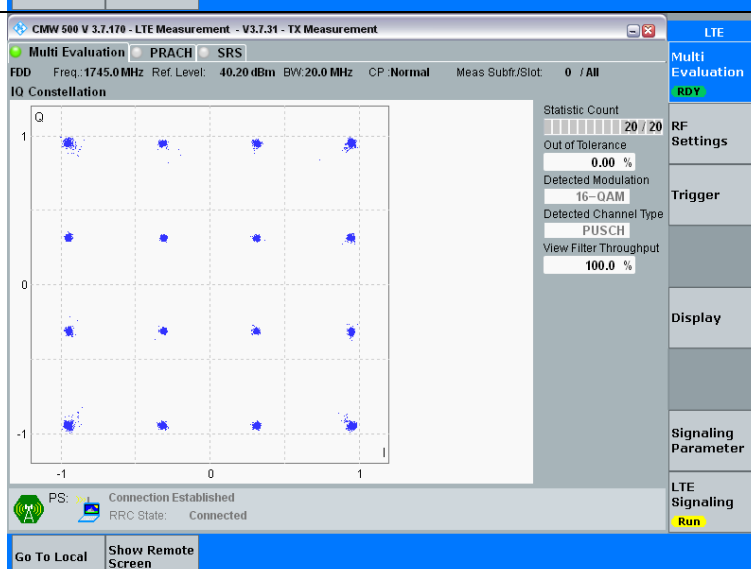 CMW 500 V 3.7.170 - LTE Measurement - V3.7.31 - TX Measurement
LTE
Multi Evaluation PRACH SRS
FDD Freq.: 1745.0 MHz Ref. Level: 40.20 dBm BW: 20.0 MHz CP : Normal Meas Subfr./Slot: 0 / All
IQ Constellation
Q
1
0
-1
-1 0 1
I
Statistic Count
20 / 20
Out of Tolerance
0.00 %
Detected Modulation
16-QAM
Detected Channel Type
PUSCH
View Filter Throughput
100.0 %
Multi
Evaluation
RDY
RF
Settings
Trigger
Display
Signaling
Parameter
LTE
Signaling
Run
PS: Connection Established
RRC State: Connected
Go To Local
Show Remote
Screen